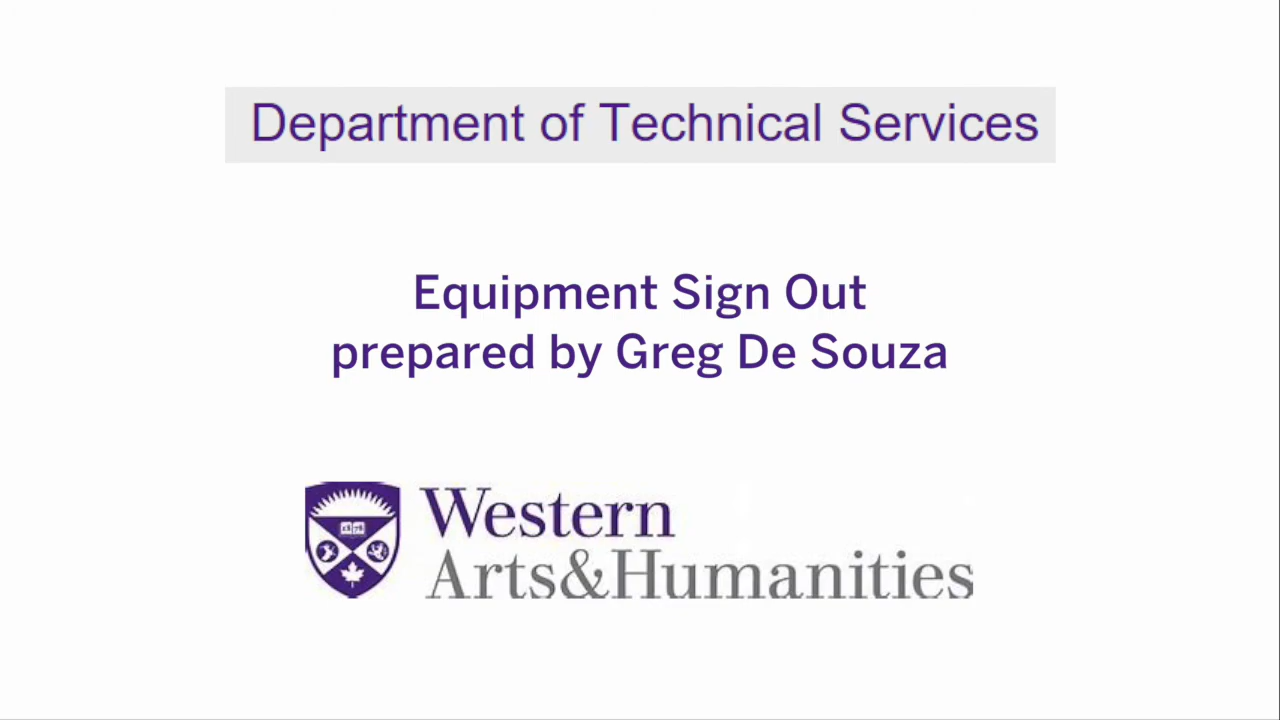 Department of Technical Services
Equipment Sign Out
prepared by Greg De Souza
Western
Arts&Humanities